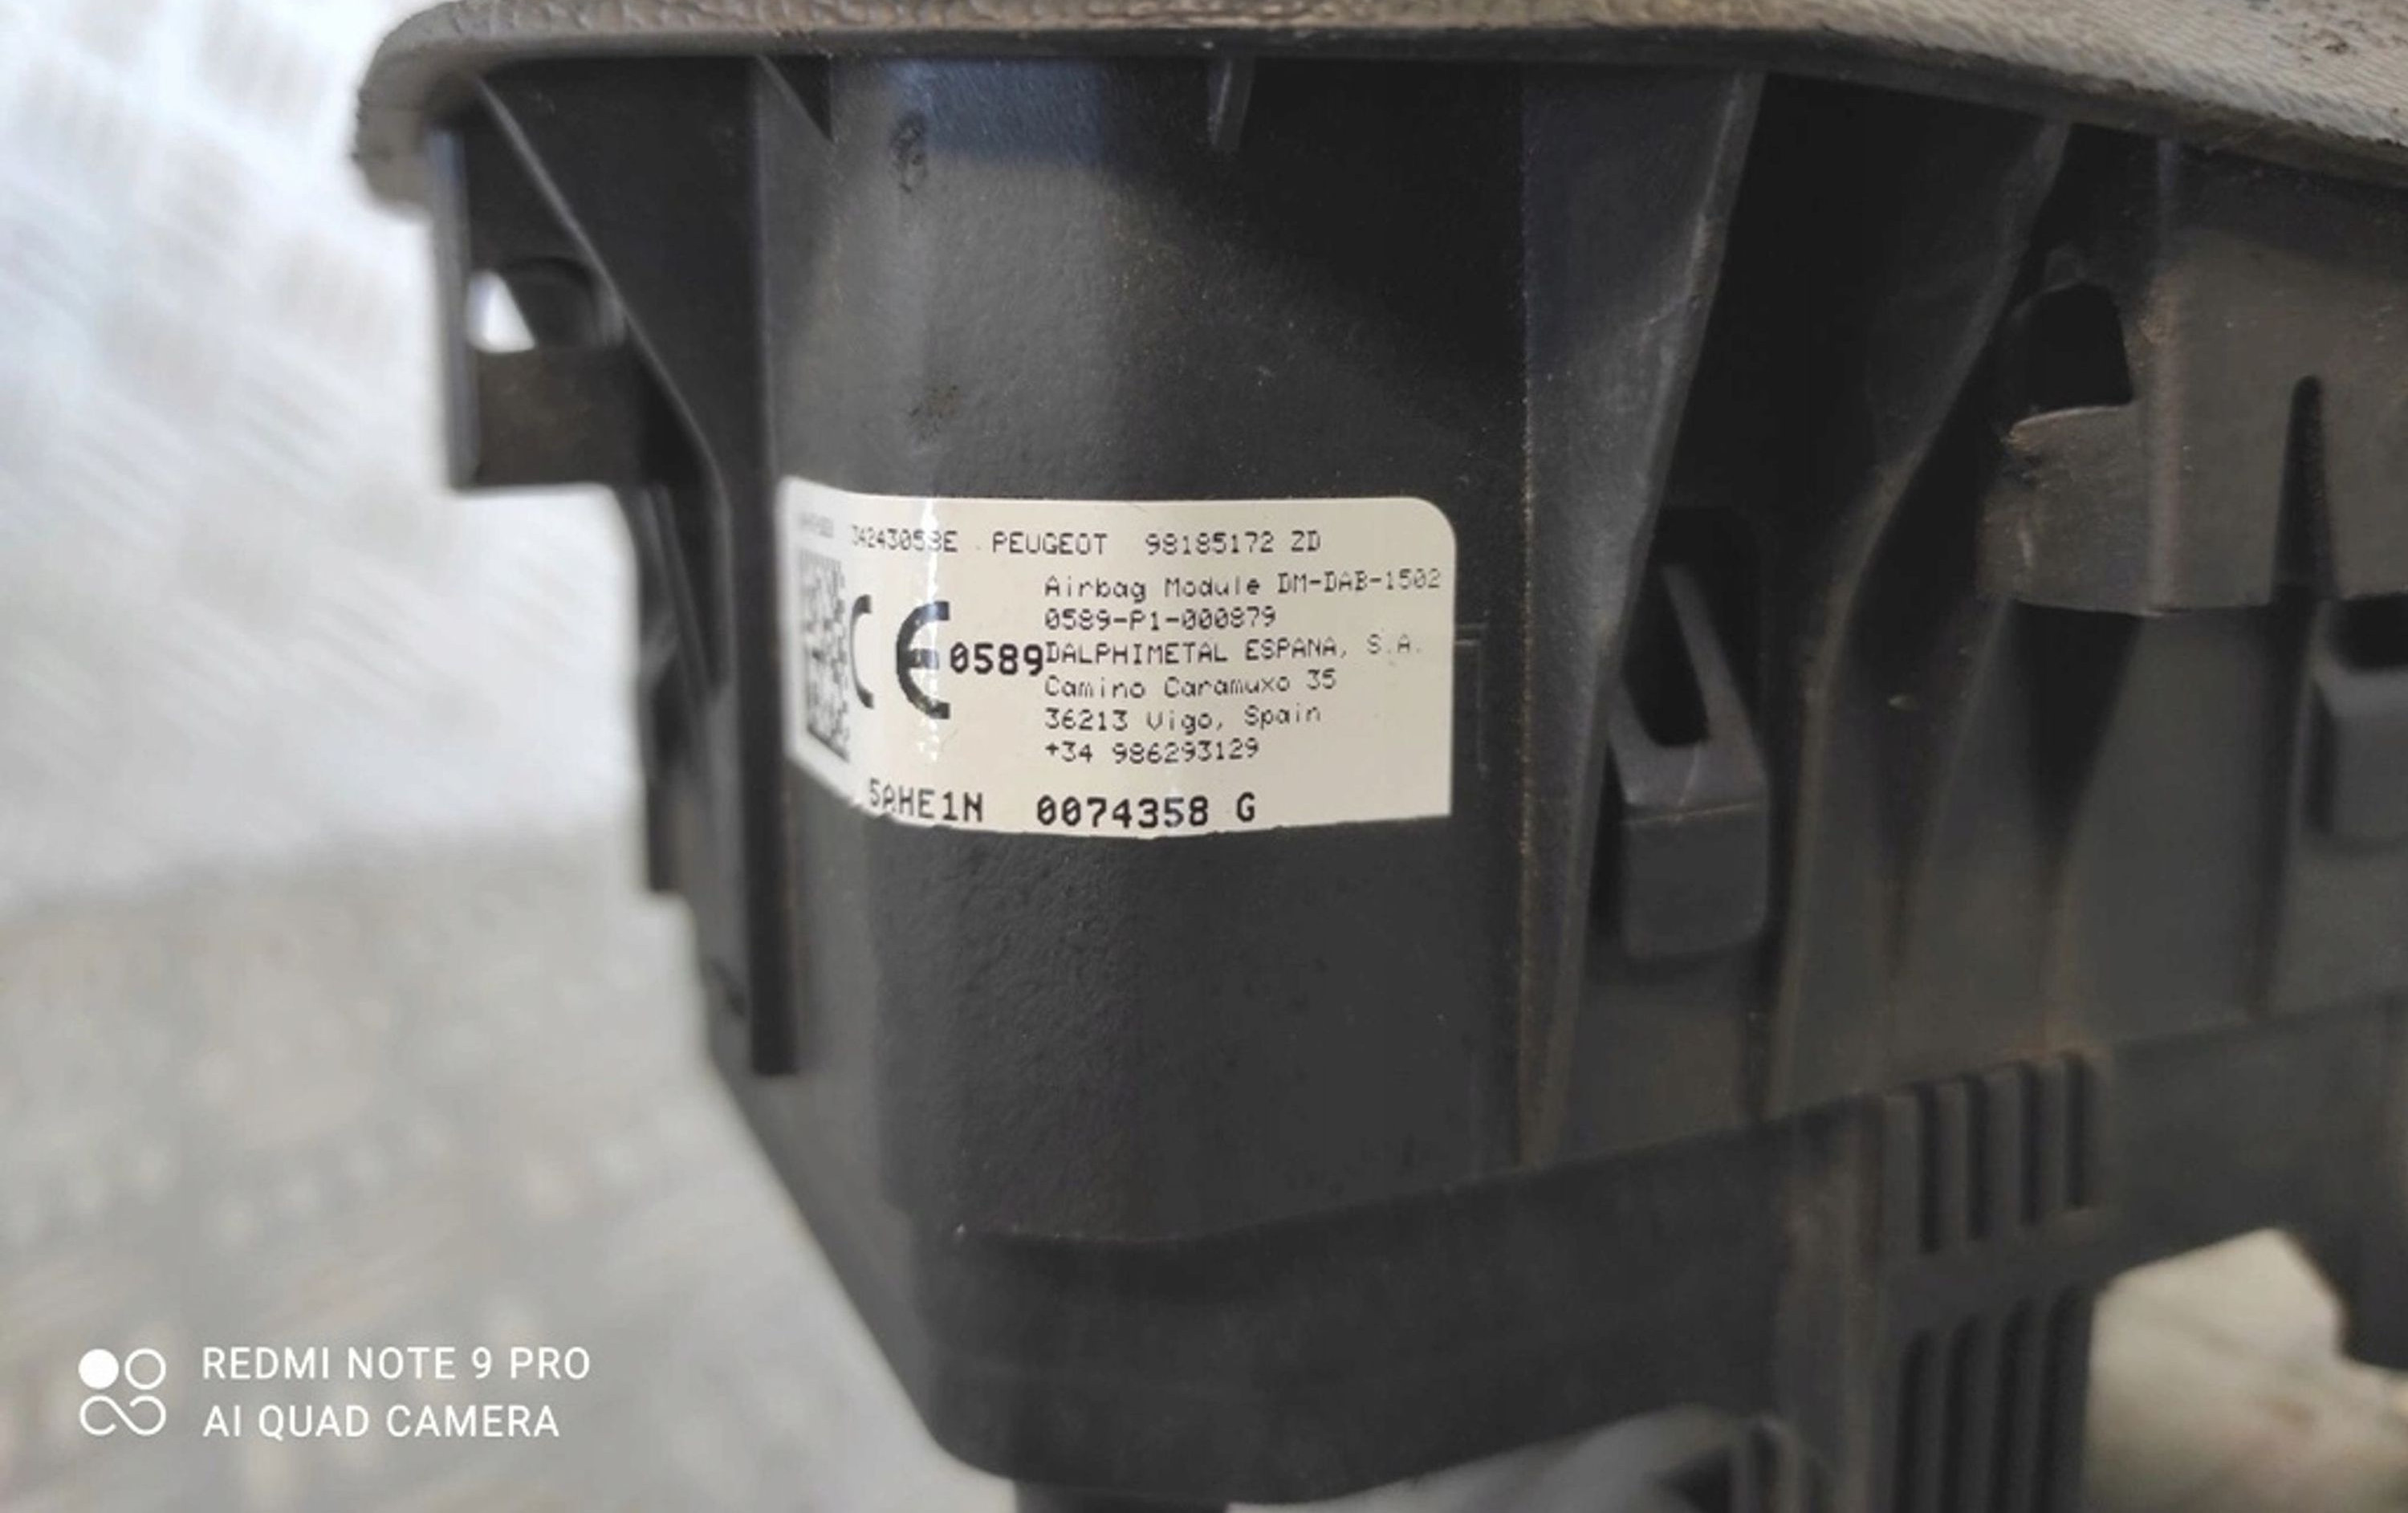 34243058E PEUGEOT 98185172 ZD
Airbag Module DM-DAB-1502
0589-P1-000879
CE 0589 DALPHIMETAL ESPANA, S.A.
Camino Caramuxo 35
36213 Vigo, Spain
+34 986293129
5AHE1N 0074358 G
REDMI NOTE 9 PRO
AI QUAD CAMERA